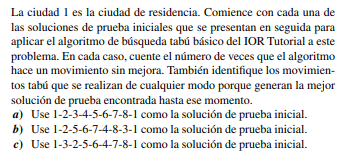 La ciudad 1 es la ciudad de residencia. Comience con cada una de
las soluciones de prueba iniciales que se presentan en seguida para
aplicar el algoritmo de búsqueda tabú básico del IOR Tutorial a este
problema. En cada caso, cuente el número de veces que el algoritmo
hace un movimiento sin mejora. También identifique los movimien-
tos tabú que se realizan de cualquier modo porque generan la mejor
solución de prueba encontrada hasta ese momento.
a) Use 1-2-3-4-5-6-7-8-1 como la solución de prueba inicial.
b) Use 1-2-5-6-7-4-8-3-1 como la solución de prueba inicial.
c) Use 1-3-2-5-6-4-7-8-1 como la solución de prueba inicial.